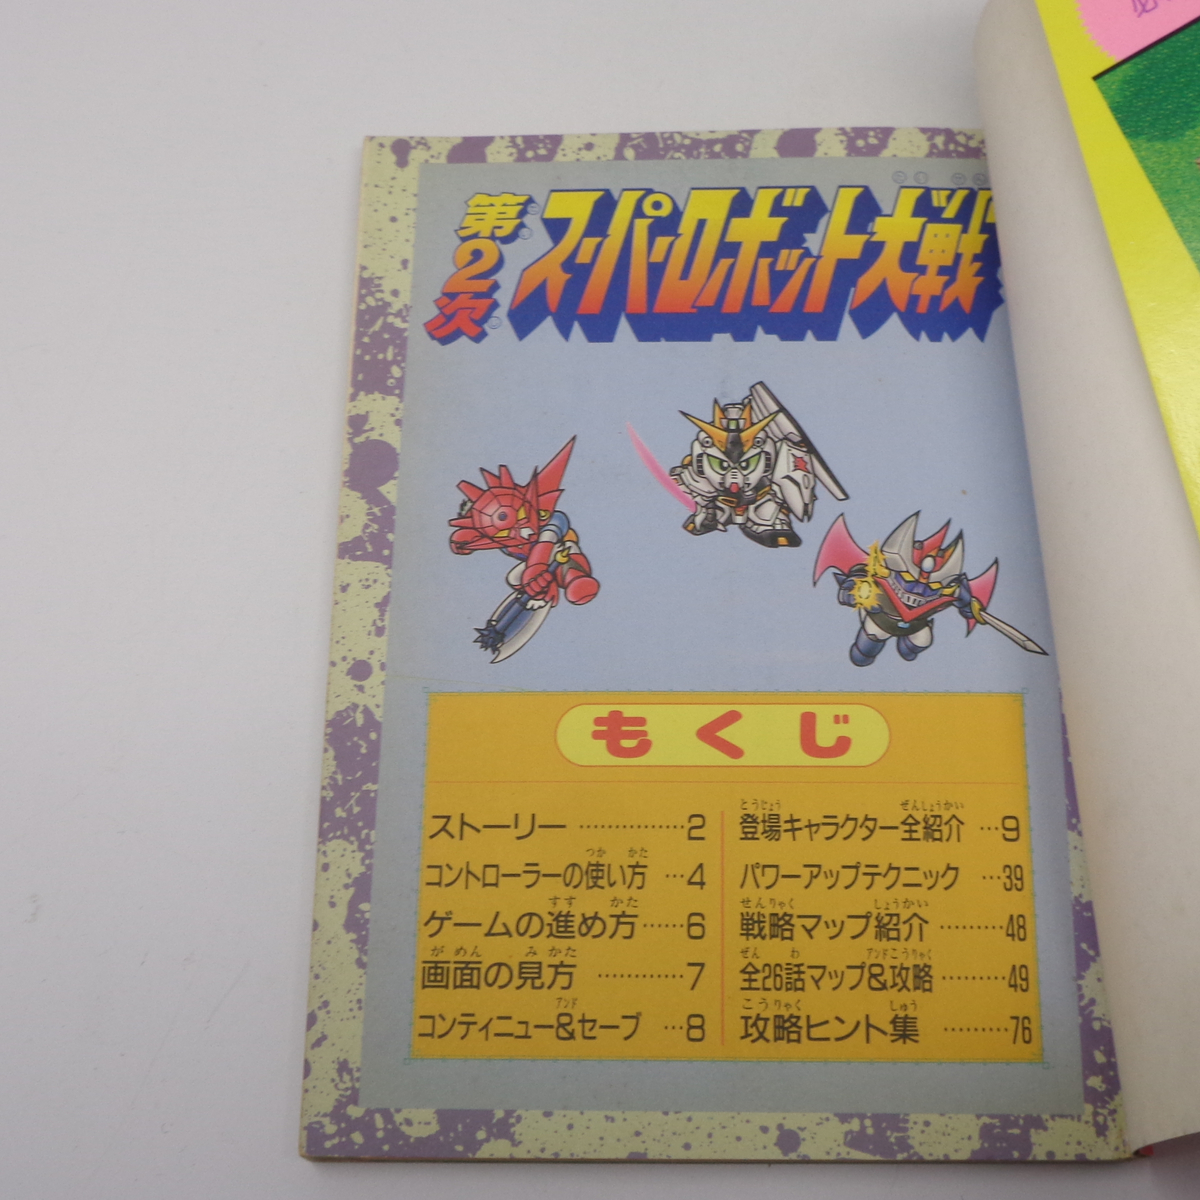 第2次
スーパーロボット大戦
もくじ
ストーリー ……………2
コントローラーの使い方 …4
ゲームの進め方……6
画面の見方 …………7
コンティニュー&セーブ …8
登場キャラクター全紹介 …9
パワーアップテクニック …39
戦略マップ紹介 ………48
全26話マップ&攻略 ………49
攻略ヒント集 ………76